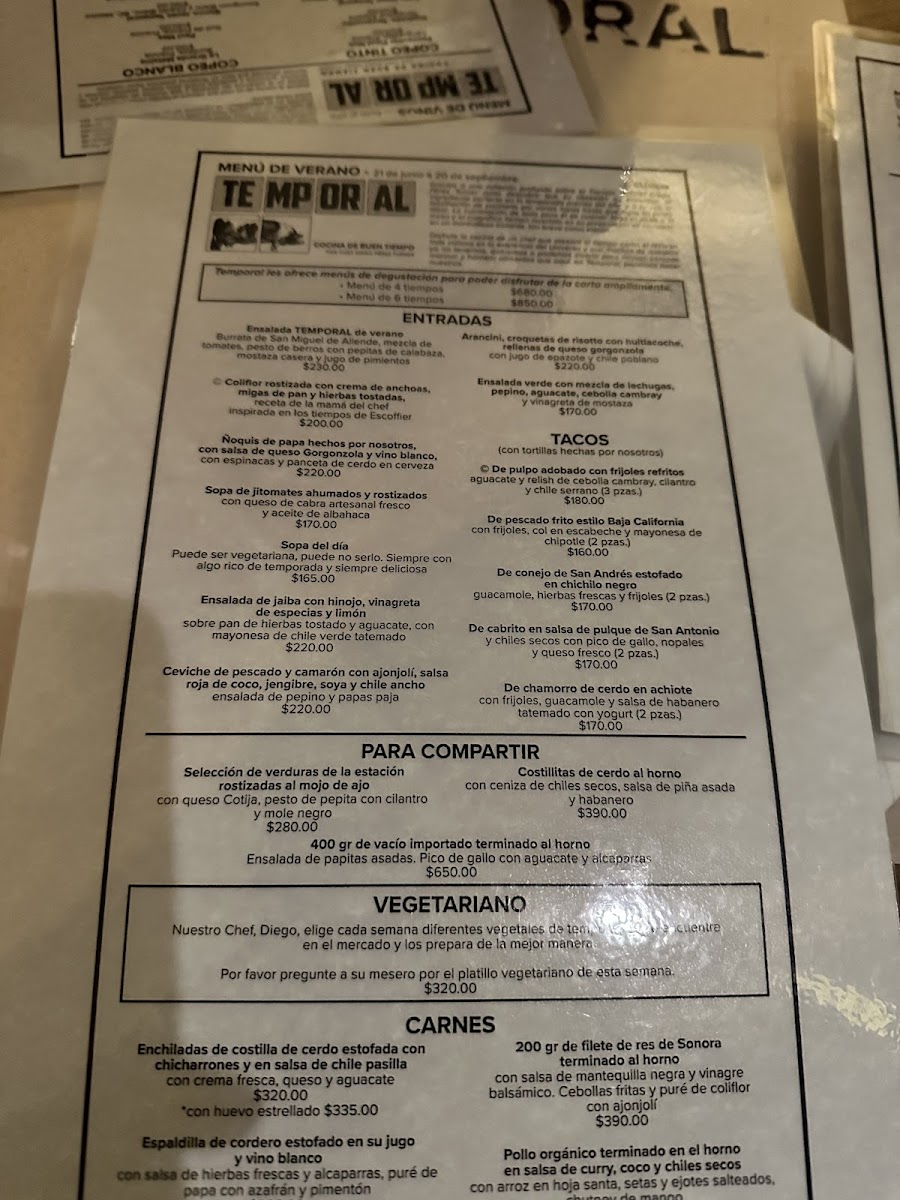 ORAL
COPEO BLANCO
COPEO TINTO
TE MP OR AL
MENÚ DE VINOS
MENÚ DE VERANO • 21 de junio a 20 de septiembre
TE MP OR AL
COCINA DE BUEN TIEMPO
Temporal les ofrece menús de degustación para poder disfrutar de la carta ampliamente.
• Menú de 4 tiempos $680.00
• Menú de 6 tiempos $850.00
ENTRADAS
Ensalada TEMPORAL de verano
Burrata de San Miguel de Allende, mezcla de
tomates, pesto de berros con pepitas de calabaza,
mostaza casera y jugo de pimientos
$230.00
© Coliflor rostizada con crema de anchoas,
migas de pan y hierbas tostadas,
receta de la mamá del chef
inspirada en los tiempos de Escoffier
$200.00
Ñoquis de papa hechos por nosotros,
con salsa de queso Gorgonzola y vino blanco,
con espinacas y panceta de cerdo en cerveza
$220.00
Sopa de jitomates ahumados y rostizados
con queso de cabra artesanal fresco
y aceite de albahaca
$170.00
Sopa del día
Puede ser vegetariana, puede no serlo. Siempre con
algo rico de temporada y siempre deliciosa
$165.00
Ensalada de jaiba con hinojo, vinagreta
de especias y limón
sobre pan de hierbas tostado y aguacate, con
mayonesa de chile verde tatemado
$220.00
Ceviche de pescado y camarón con ajonjolí, salsa
roja de coco, jengibre, soya y chile ancho
ensalada de pepino y papas paja
$220.00
Arancini, croquetas de risotto con huitlacoche,
rellenas de queso gorgonzola
con jugo de epazote y chile poblano
$220.00
Ensalada verde con mezcla de lechugas,
pepino, aguacate, cebolla cambray
y vinagreta de mostaza
$170.00
TACOS
(con tortillas hechas por nosotros)
© De pulpo adobado con frijoles refritos
aguacate y relish de cebolla cambray, cilantro
y chile serrano (3 pzas.)
$180.00
De pescado frito estilo Baja California
con frijoles, col en escabeche y mayonesa de
chipotle (2 pzas.)
$160.00
De conejo de San Andrés estofado
en chichilo negro
guacamole, hierbas frescas y frijoles (2 pzas.)
$170.00
De cabrito en salsa de pulque de San Antonio
y chiles secos con pico de gallo, nopales
y queso fresco (2 pzas.)
$170.00
De chamorro de cerdo en achiote
con frijoles, guacamole y salsa de habanero
tatemado con yogurt (2 pzas.)
$170.00
PARA COMPARTIR
Selección de verduras de la estación
rostizadas al mojo de ajo
con queso Cotija, pesto de pepita con cilantro
y mole negro
$280.00
Costillitas de cerdo al horno
con ceniza de chiles secos, salsa de piña asada
y habanero
$390.00
400 gr de vacío importado terminado al horno
Ensalada de papitas asadas. Pico de gallo con aguacate y alcaparras
$650.00
VEGETARIANO
Nuestro Chef, Diego, elige cada semana diferentes vegetales de
en el mercado y los prepara de la mejor manera.
Por favor pregunte a su mesero por el platillo vegetariano de esta semana.
$320.00
CARNES
Enchiladas de costilla de cerdo estofada con
chicharrones y en salsa de chile pasilla
con crema fresca, queso y aguacate
$320.00
*con huevo estrellado $335.00
Espaldilla de cordero estofado en su jugo
y vino blanco
con salsa de hierbas frescas y alcaparras, puré de
papa con azafrán y pimentón
200 gr de filete de res de Sonora
terminado al horno
con salsa de mantequilla negra y vinagre
balsámico. Cebollas fritas y puré de coliflor
con ajonjolí
$390.00
Pollo orgánico terminado en el horno
en salsa de curry, coco y chiles secos
con arroz en hoja santa, setas y ejotes salteados,
chutney de mango